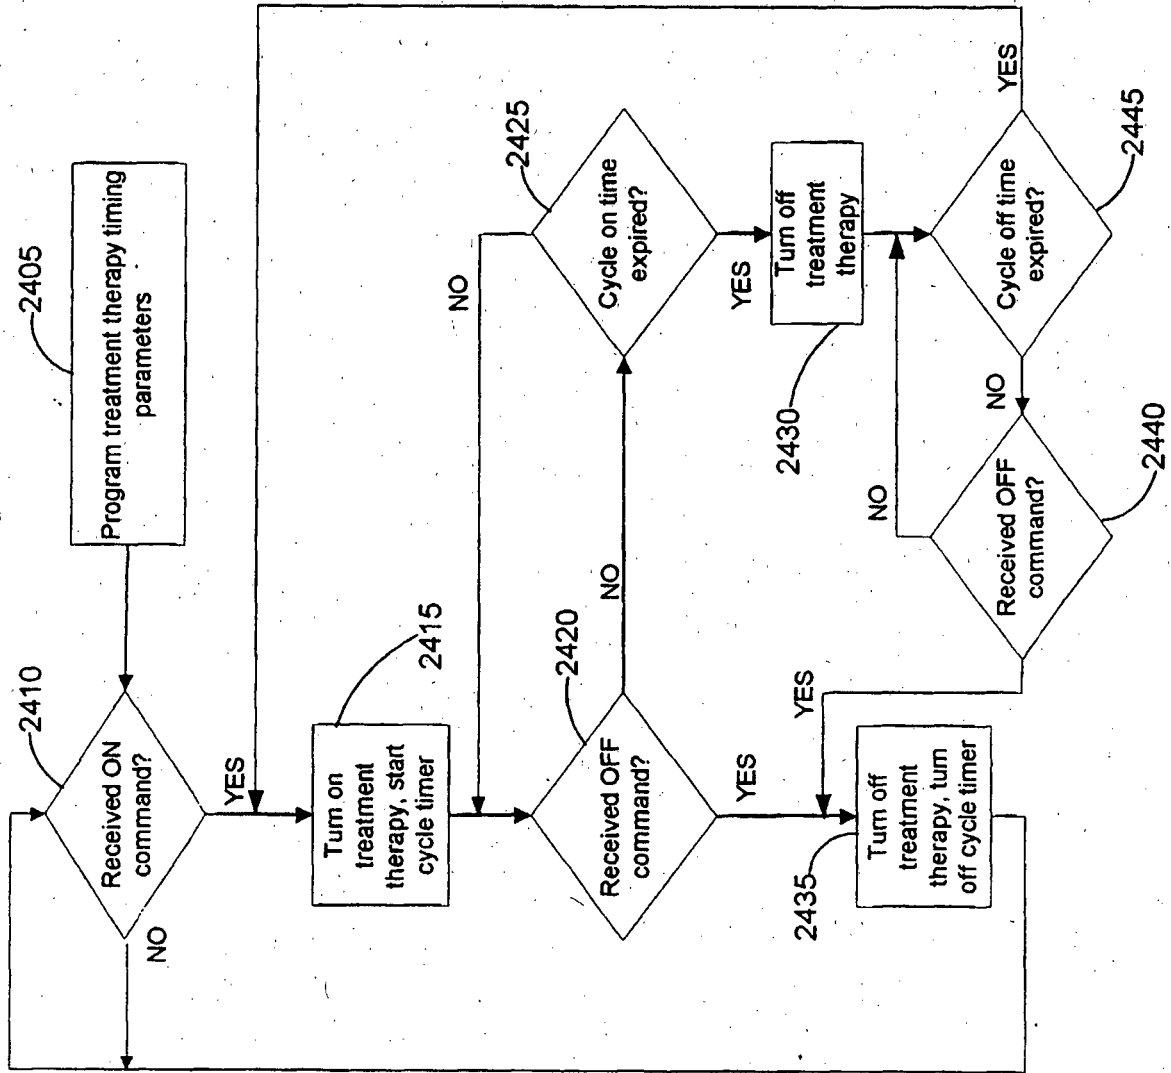 2405
Program treatment therapy timing
parameters
2410
Received ON
command?
NO
YES
2415
Turn on
treatment
therapy, start
cycle timer
2420
Received OFF
command?
NO
YES
2425
Cycle on time
expired?
NO
YES
2430
Turn off
treatment
therapy
2445
Cycle off time
expired?
YES
NO
2440
Received OFF
command?
NO
YES
2435
Turn off
treatment
therapy, turn
off cycle timer